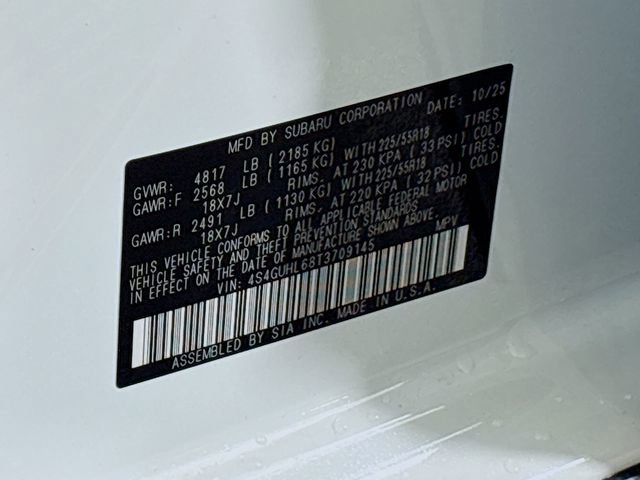 MFD BY SUBARU CORPORATION DATE: 10/25
GVWR: 4817 LB ( 2185 KG)
GAWR:F 2568 LB ( 1165 KG) WITH 225/55R18 TIRES.
18X7J RIMS. AT 230 KPA ( 33 PSI) COLD
GAWR:R 2491 LB ( 1130 KG) WITH 225/55R18 TIRES.
18X7J RIMS. AT 220 KPA ( 32 PSI) COLD
THIS VEHICLE CONFORMS TO ALL APPLICABLE FEDERAL MOTOR
VEHICLE SAFETY AND THEFT PREVENTION STANDARDS
IN EFFECT ON THE DATE OF MANUFACTURE SHOWN ABOVE.
VIN: 4S4GUHL68T3709145 MPV
ASSEMBLED BY SIA INC. MADE IN U.S.A.